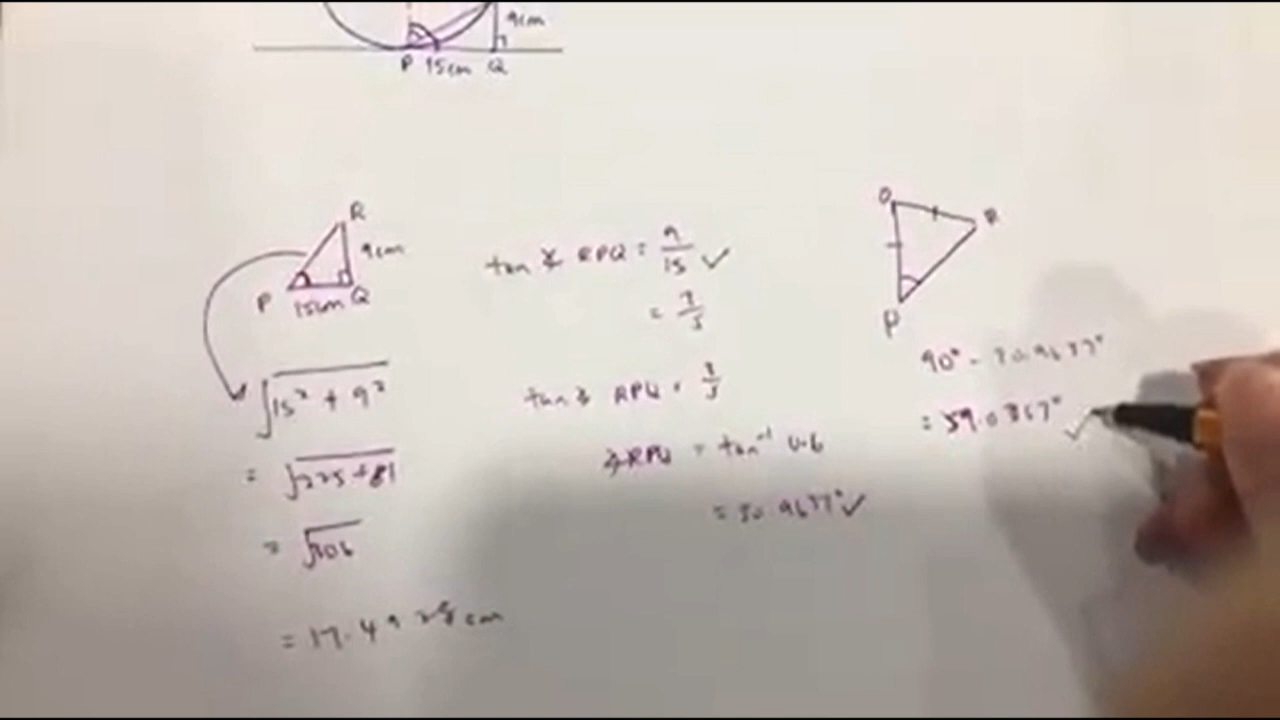 9cm
P 15cm Q
R
9cm
P 15cm Q
√15² + 9²
= √225 + 81
= √306
= 17.4928 cm
tan ∡ RPQ = 9/15 ✓
= 3/5
tan ∡ RPQ = 3/5
∡RPQ = tan⁻¹ 0.6
= 30.9637° ✓
O
R
P
90° - 30.9637°
= 59.0363° ✓